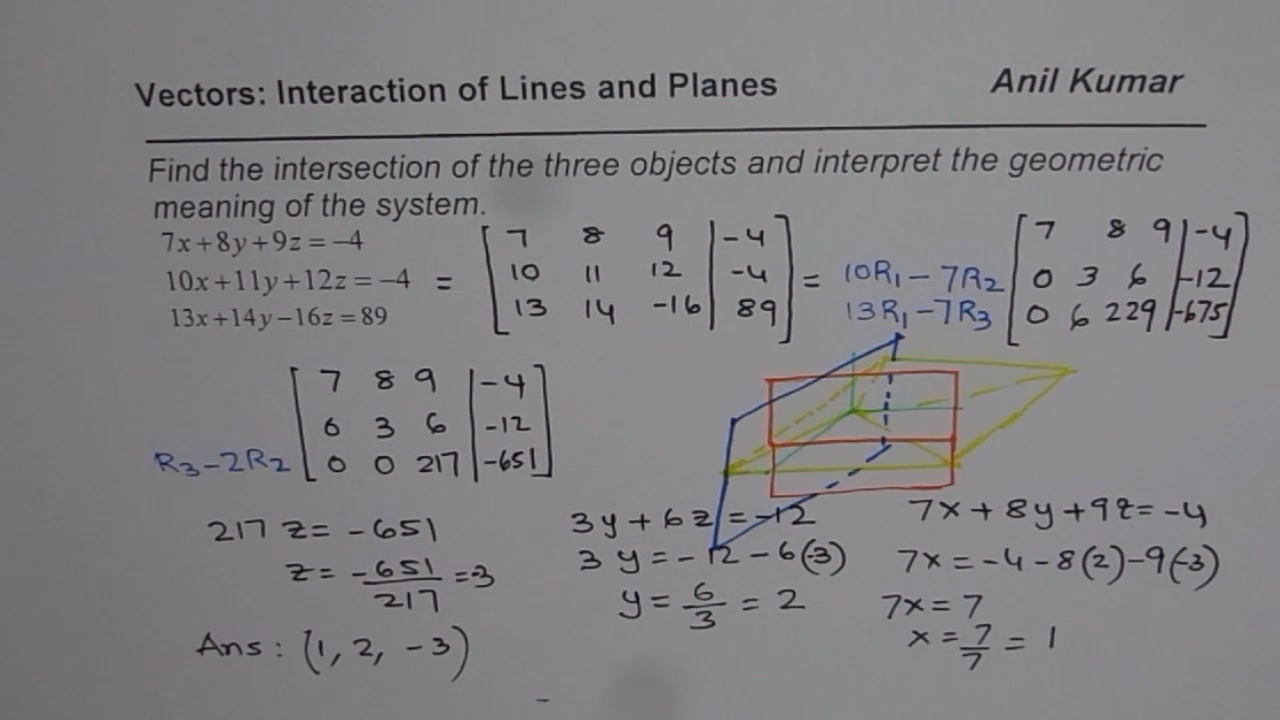 Vectors: Interaction of Lines and Planes Anil Kumar
Find the intersection of the three objects and interpret the geometric
meaning of the system.
7x+8y+9z = −4
10x+11y+12z = −4
13x+14y−16z = 89
= [ 7 8 9 | -4
10 11 12 | -4
13 14 -16 | 89 ]
= 10R₁ - 7R₂
13R₁ - 7R₃
[ 7 8 9 | -4
0 3 6 | -12
0 6 229 | -675 ]
R₃ - 2R₂
[ 7 8 9 | -4
0 3 6 | -12
0 0 217 | -651 ]
217 z = -651
z = -651/217 = -3
Ans : (1, 2, -3)
3y + 6z = -12
3y = -12 - 6(-3)
y = 6/3 = 2
7x + 8y + 9z = -4
7x = -4 - 8(2) - 9(-3)
7x = 7
x = 7/7 = 1